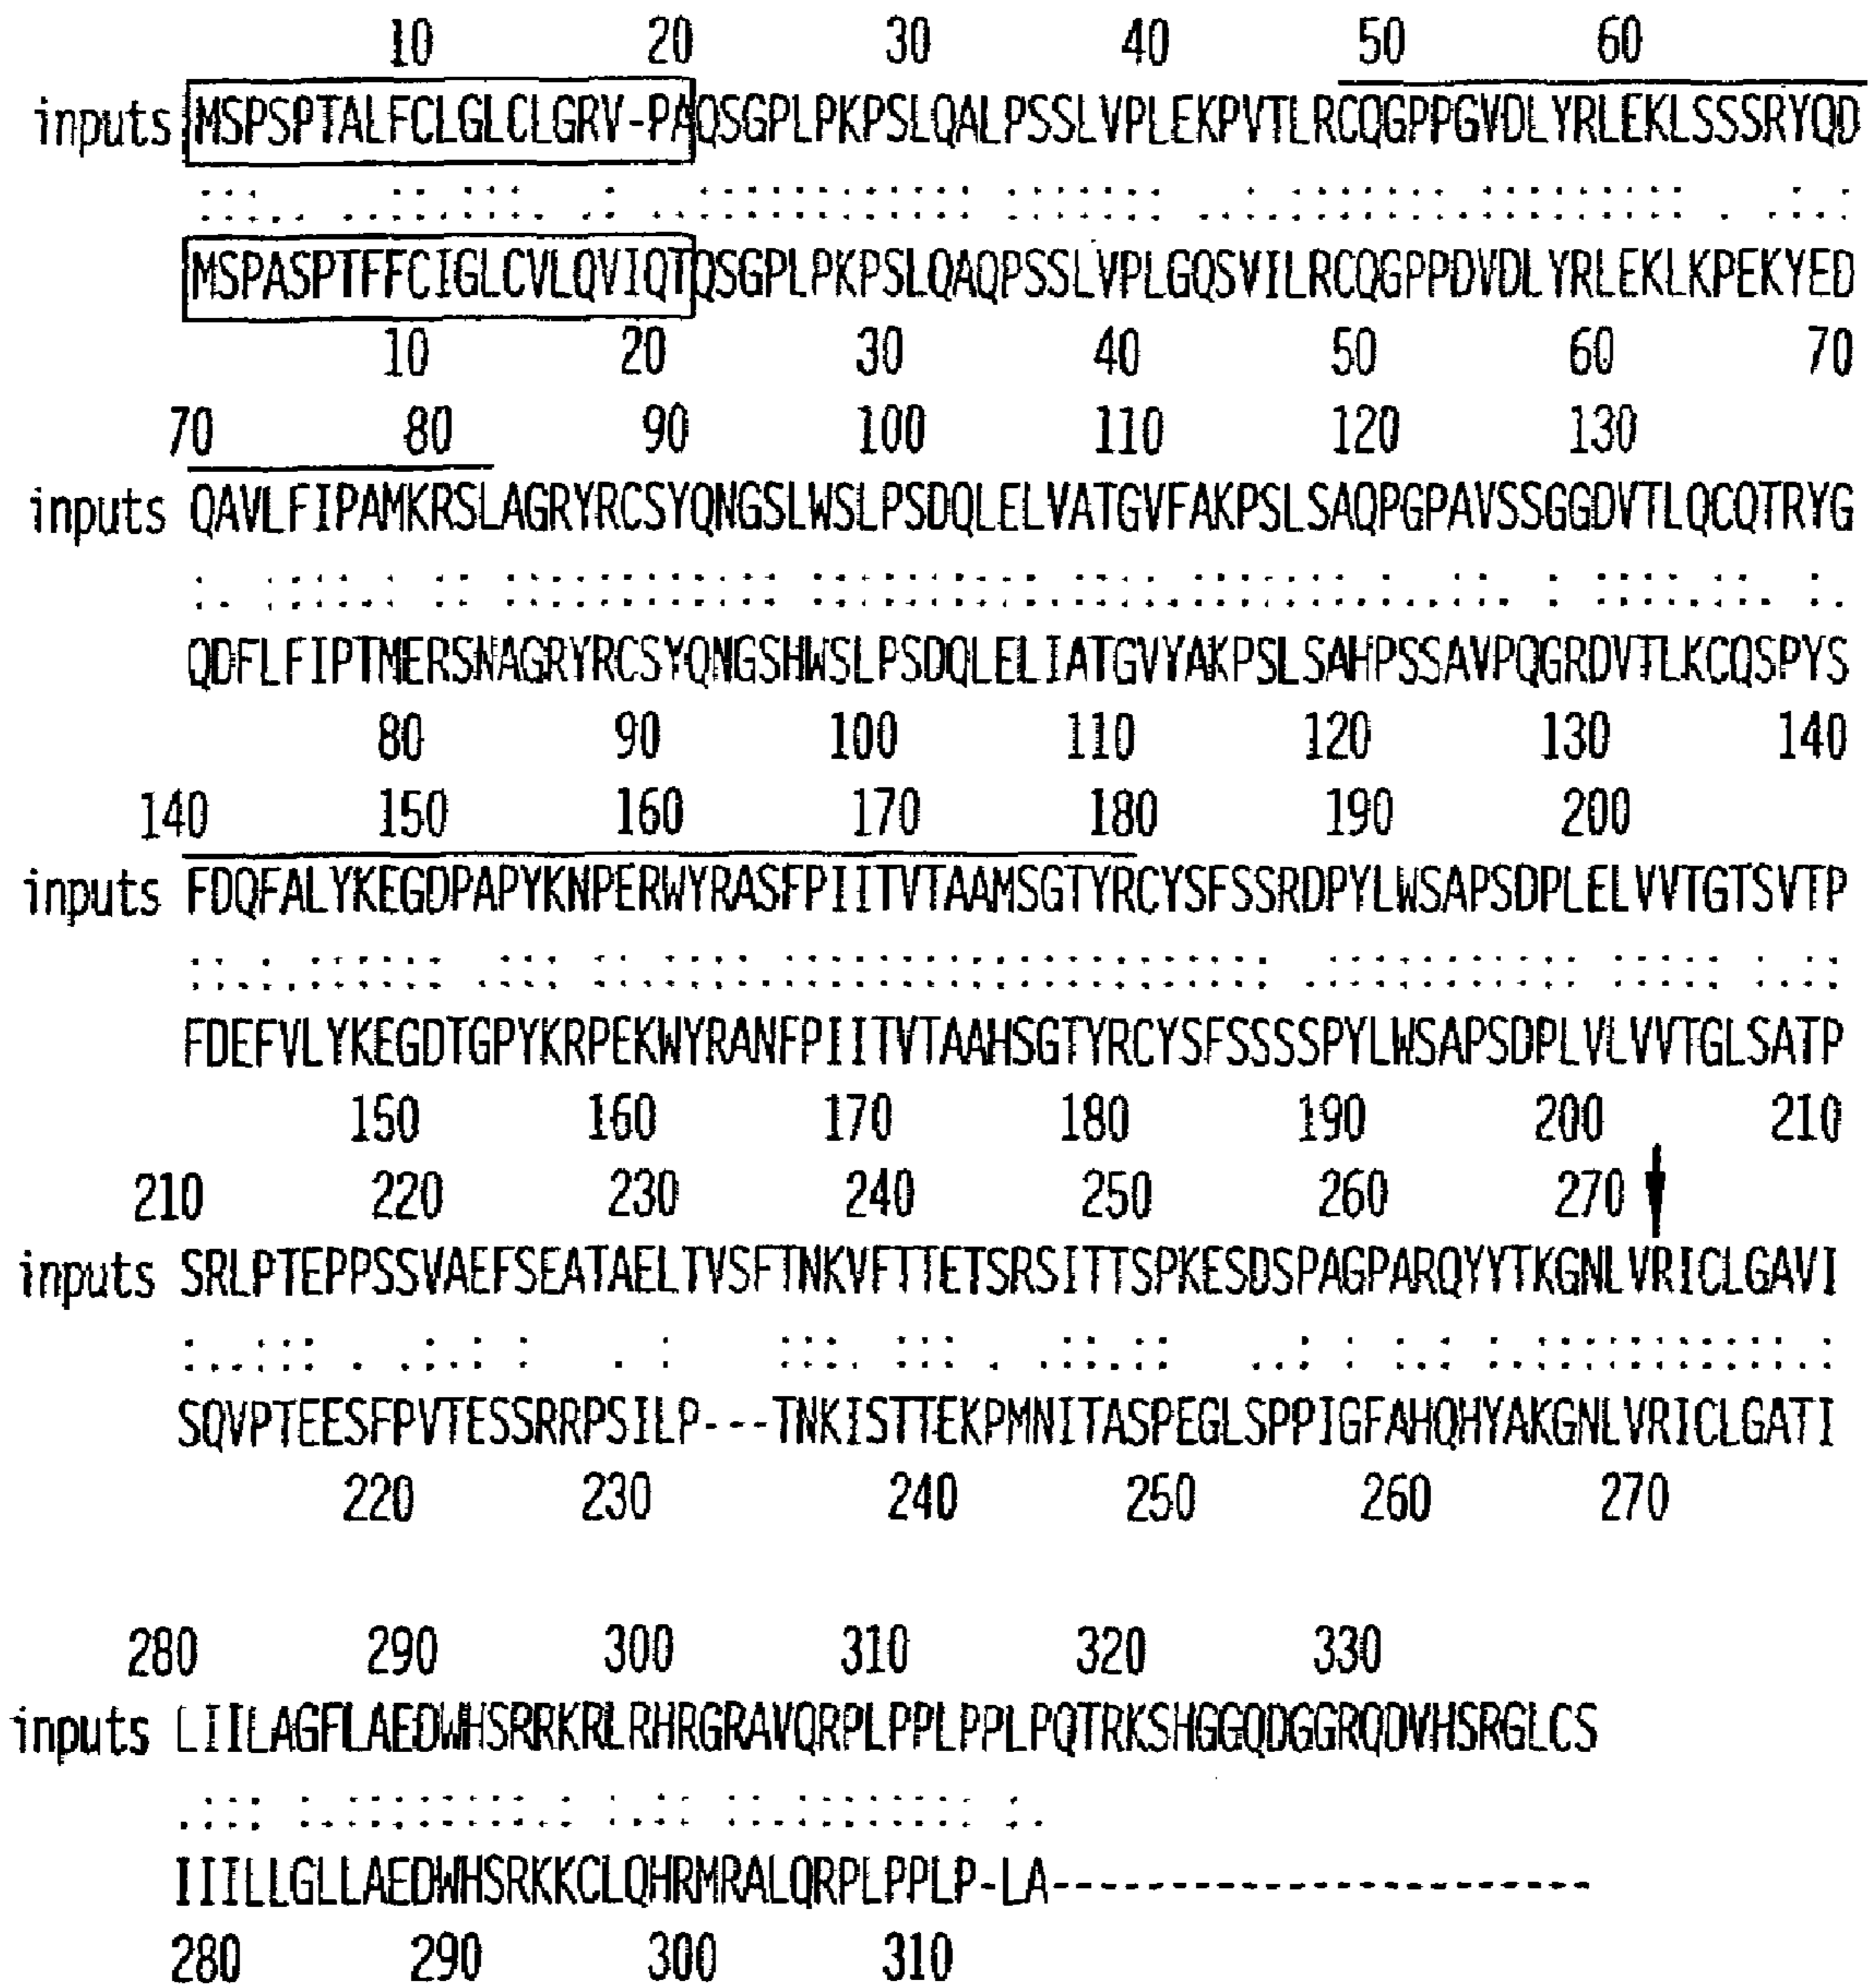 10 20 30 40 50 60
inputs MSPSPTALFCLGLCLGRV-PAQSGPLPKPSLQALPSSLVPLEKPVTLRCQGPPGVDLYRLEKLSSSRYQD
MSPASPTFFCIGLCVLQVIQTQSGPLPKPSLQAQPSSLVPLGQSVILRCQGPPDVDLYRLEKLKPEKYED
10 20 30 40 50 60 70
70 80 90 100 110 120 130
inputs QAVLFIPAMKRSLAGRYRCSYQNGSLWSLPSDQLELVATGVFAKPSLSAQPGPAVSSGGDVTLQCQTRYG
QDFLFIPTMERSNAGRYRCSYQNGSHWSLPSDQLELIATGVYAKPSLSAHPSSAVPQGRDVTLKCQSPYS
80 90 100 110 120 130 140
140 150 160 170 180 190 200
inputs FDQFALYKEGDPAPYKNPERWYRASFPIITVTAAMSGTYRCYSFSSRDPYLWSAPSDPLELVVTGTSVTP
FDEFVLYKEGDTGPYKRPEKWYRANFPIITVTAAHSGTYRCYSFSSSSPYLWSAPSDPLVLVVTGLSATP
150 160 170 180 190 200 210
210 220 230 240 250 260 270
inputs SRLPTEPPSSVAEFSEATAELTVSFTNKVFTTETSRSITTSPKESDSPAGPARQYYTKGNLVRICLGAVI
SQVPTEEESFPVTESSRRPSILP---TNKISTTEKPMNITASPEGLSPPIGFAHQHYAKGNLVRICLGATI
220 230 240 250 260 270
280 290 300 310 320 330
inputs LIILAGFLAEDWHSRRKRLRHRGRAVQRPLPPLPPLPQTRKSHGGQDGGRQDVHSRGLCS
IIILLGLLAEDWHSRKKCLQHRMRALQRPLPPLP-LA-----------------------
280 290 300 310